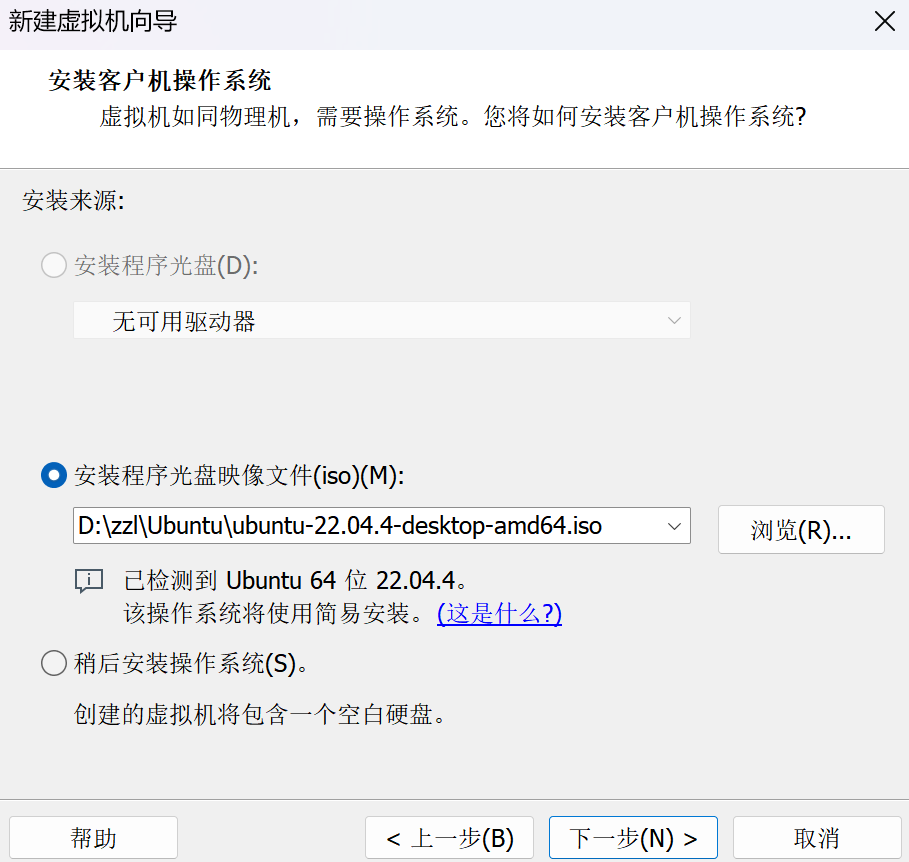 新建虚拟机向导
安装客户机操作系统
虚拟机如同物理机，需要操作系统。您将如何安装客户机操作系统?
安装来源:
安装程序光盘(D):
无可用驱动器
安装程序光盘映像文件(iso)(M):
D:\zzl\Ubuntu\ubuntu-22.04.4-desktop-amd64.iso
浏览(R)...
已检测到 Ubuntu 64 位 22.04.4。
该操作系统将使用简易安装。(这是什么?)
稍后安装操作系统(S)。
创建的虚拟机将包含一个空白硬盘。
帮助
< 上一步(B)
下一步(N) >
取消